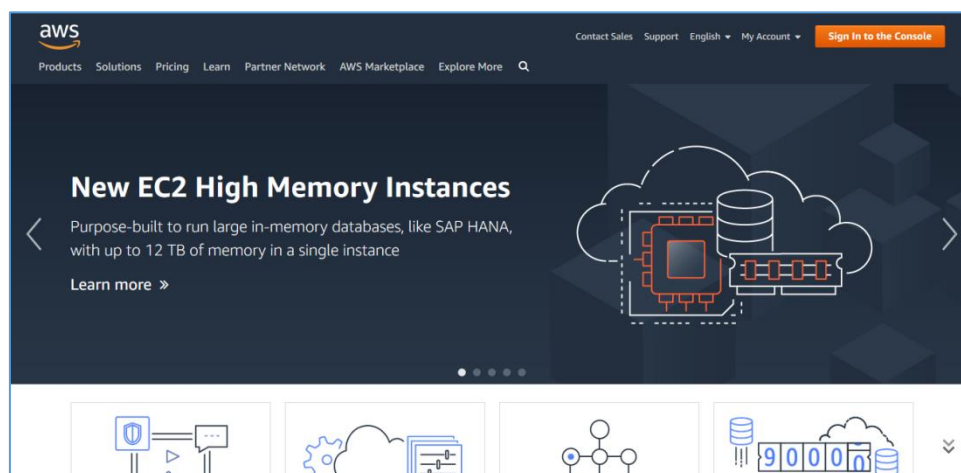 aws
Contact Sales Support English My Account Sign In to the Console
Products Solutions Pricing Learn Partner Network AWS Marketplace Explore More
New EC2 High Memory Instances
Purpose-built to run large in-memory databases, like SAP HANA,
with up to 12 TB of memory in a single instance
Learn more »
90000